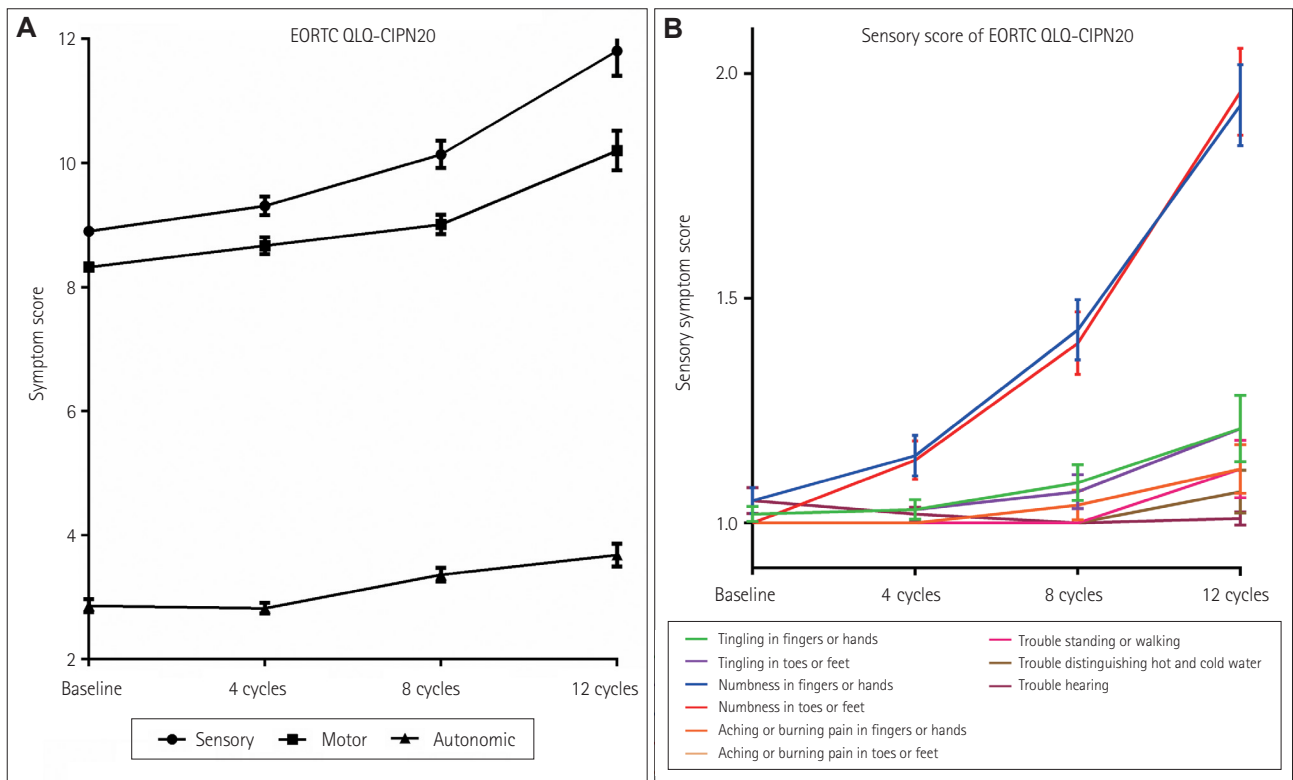 A
EORTC QLQ-CIPN20
12
10
8
6
4
2
Symptom score
Baseline
4 cycles
8 cycles
12 cycles
Sensory
Motor
Autonomic
B
Sensory score of EORTC QLQ-CIPN20
2.0
1.5
1.0
Sensory symptom score
Baseline
4 cycles
8 cycles
12 cycles
Tingling in fingers or hands
Tingling in toes or feet
Numbness in fingers or hands
Numbness in toes or feet
Aching or burning pain in fingers or hands
Aching or burning pain in toes or feet
Trouble standing or walking
Trouble distinguishing hot and cold water
Trouble hearing